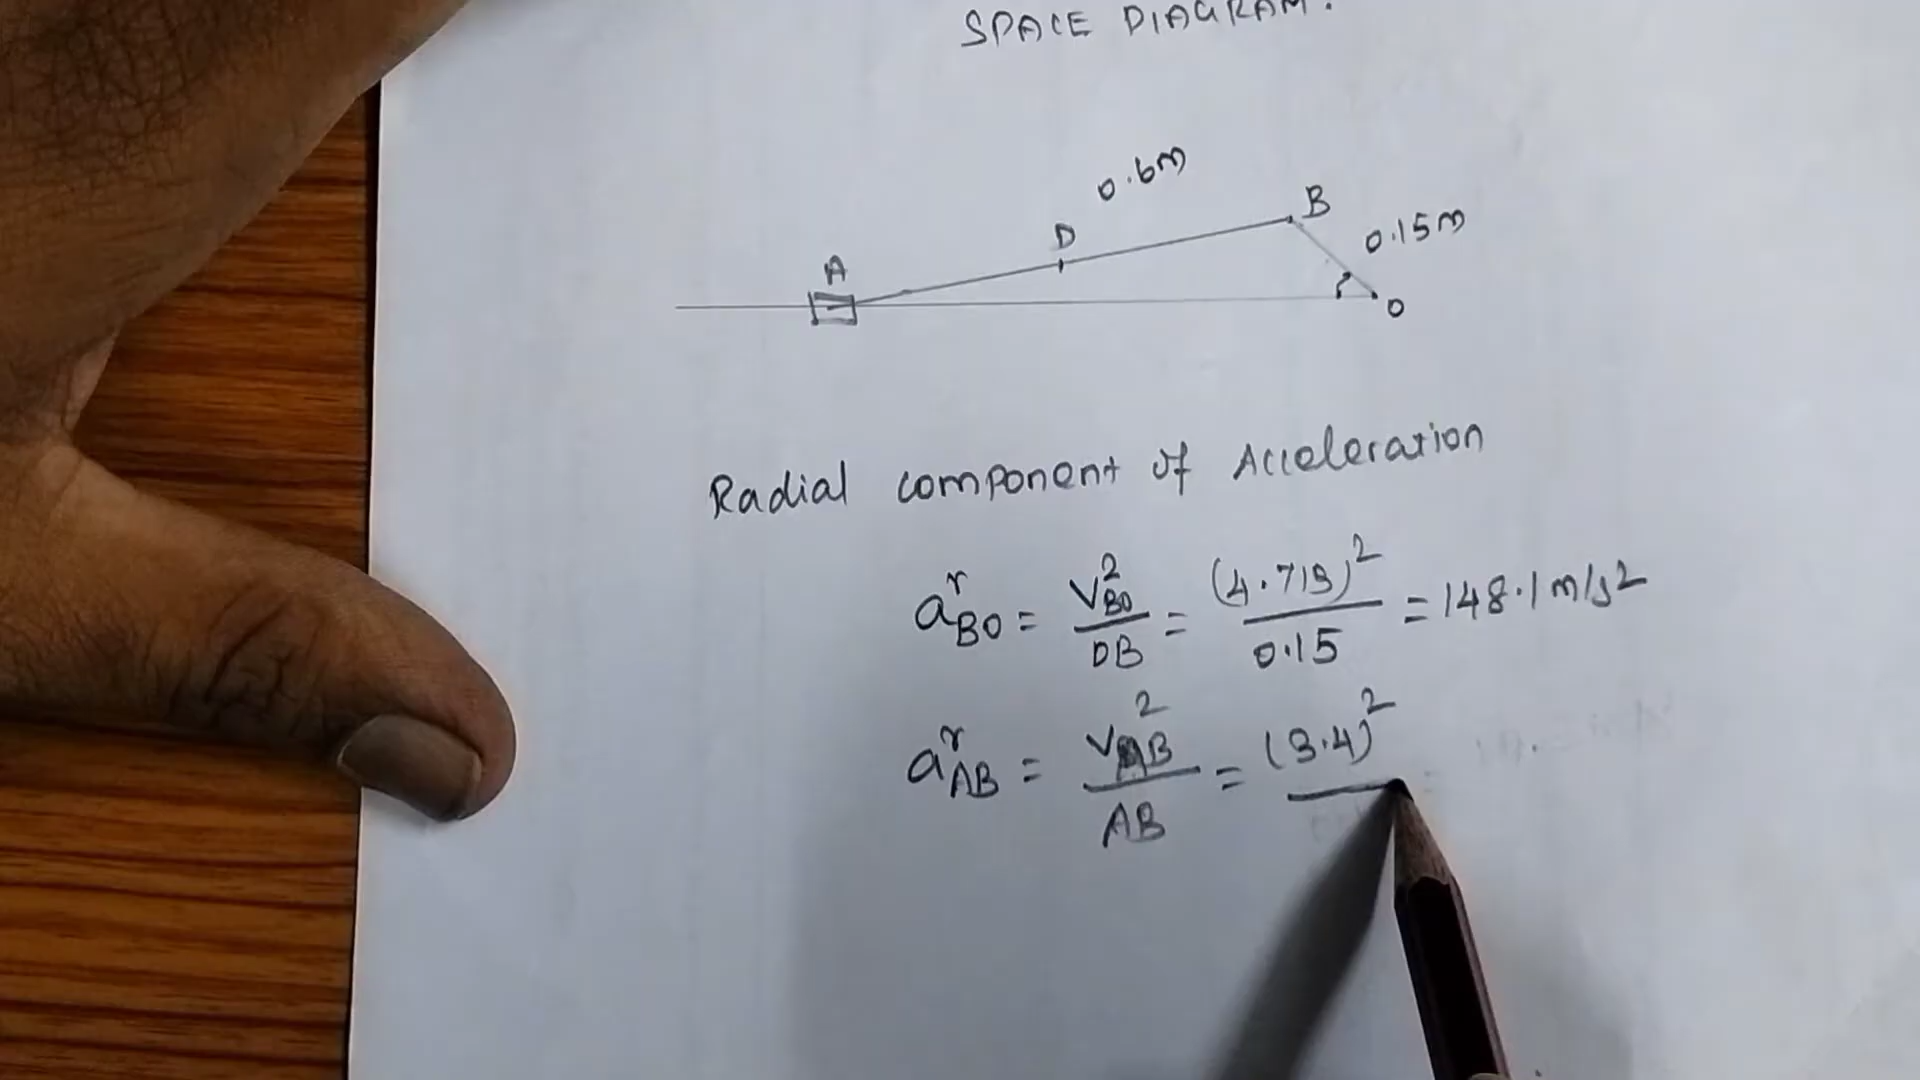 SPACE DIAGRAM.
0.6m
B
D
0.15m
A
O
Radial component of Acceleration
a^r_BO = V²_BO / OB = (4.713)² / 0.15 = 148.1 m/s²
a^r_AB = V_AB² / AB = (3.4)²